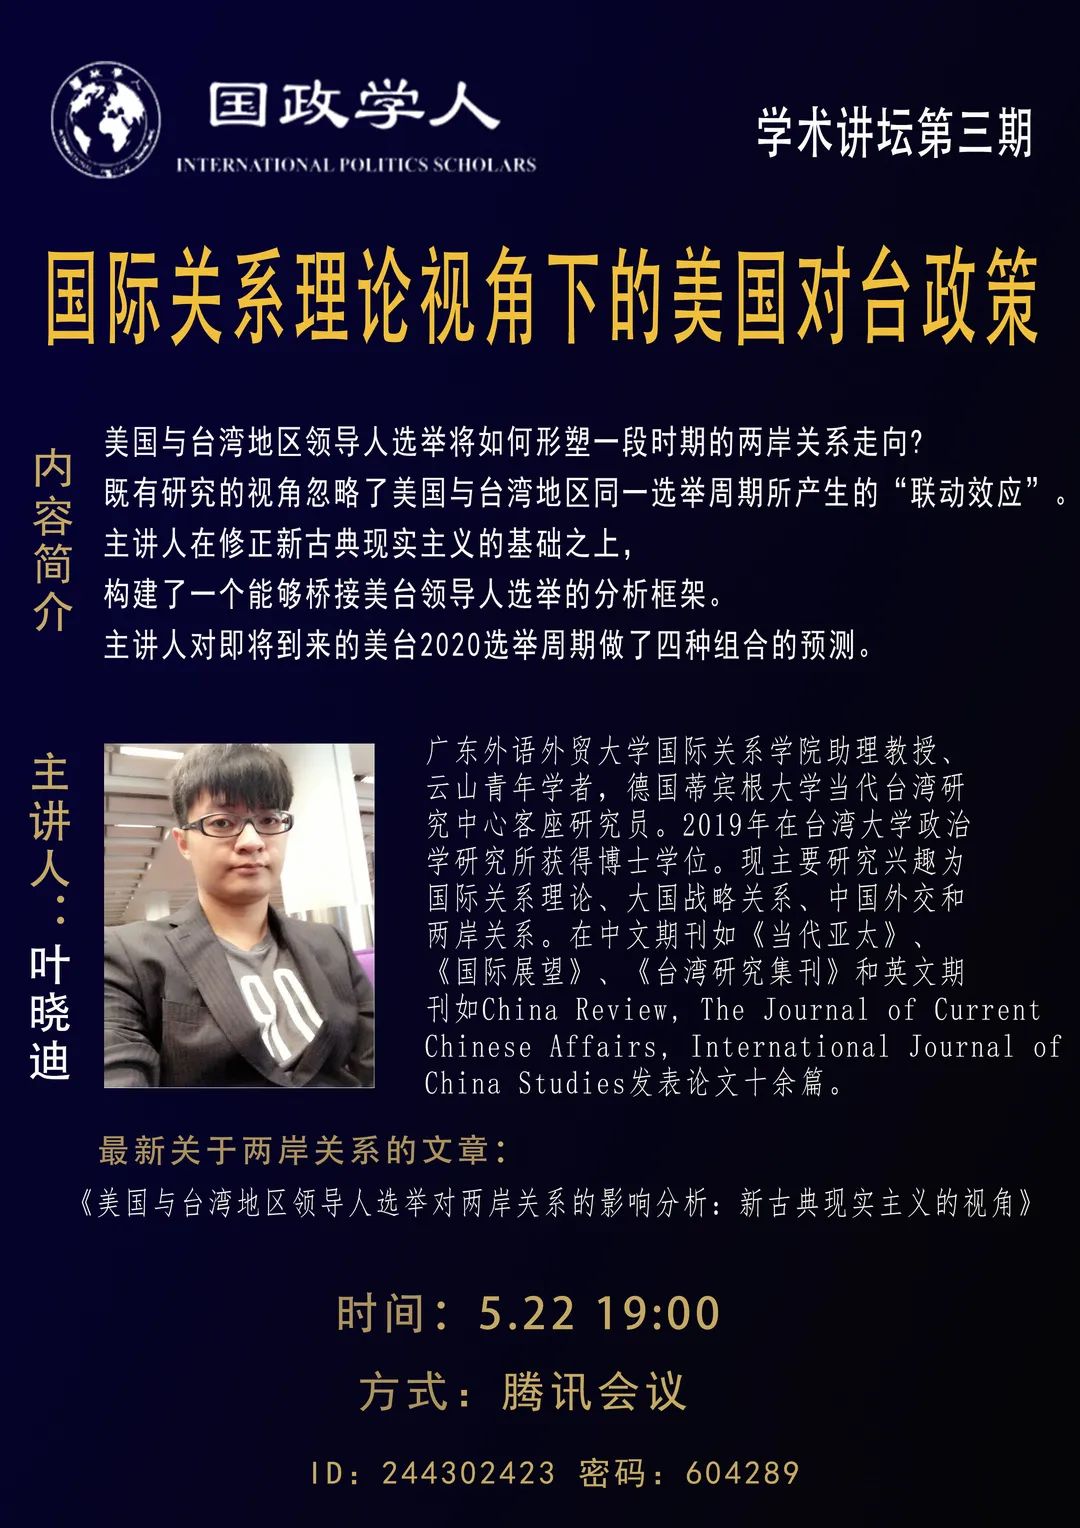 国政学人
国政学人
INTERNATIONAL POLITICS SCHOLARS
学术讲坛第三期
国际关系理论视角下的美国对台政策
内容简介
美国与台湾地区领导人选举将如何形塑一段时期的两岸关系走向?
既有研究的视角忽略了美国与台湾地区同一选举周期所产生的“联动效应”。
主讲人在修正新古典现实主义的基础之上，
构建了一个能够桥接美台领导人选举的分析框架。
主讲人对即将到来的美台2020选举周期做了四种组合的预测。
主讲人：叶晓迪
广东外语外贸大学国际关系学院助理教授、
云山青年学者，德国蒂宾根大学当代台湾研
究中心客座研究员。2019年在台湾大学政治
学研究所获得博士学位。现主要研究兴趣为
国际关系理论、大国战略关系、中国外交和
两岸关系。在中文期刊如《当代亚太》、
《国际展望》、《台湾研究集刊》和英文期
刊如China Review, The Journal of Current
Chinese Affairs, International Journal of
China Studies发表论文十余篇。
最新关于两岸关系的文章：
《美国与台湾地区领导人选举对两岸关系的影响分析：新古典现实主义的视角》
时间：5.22 19:00
方式：腾讯会议
ID：244302423 密码：604289